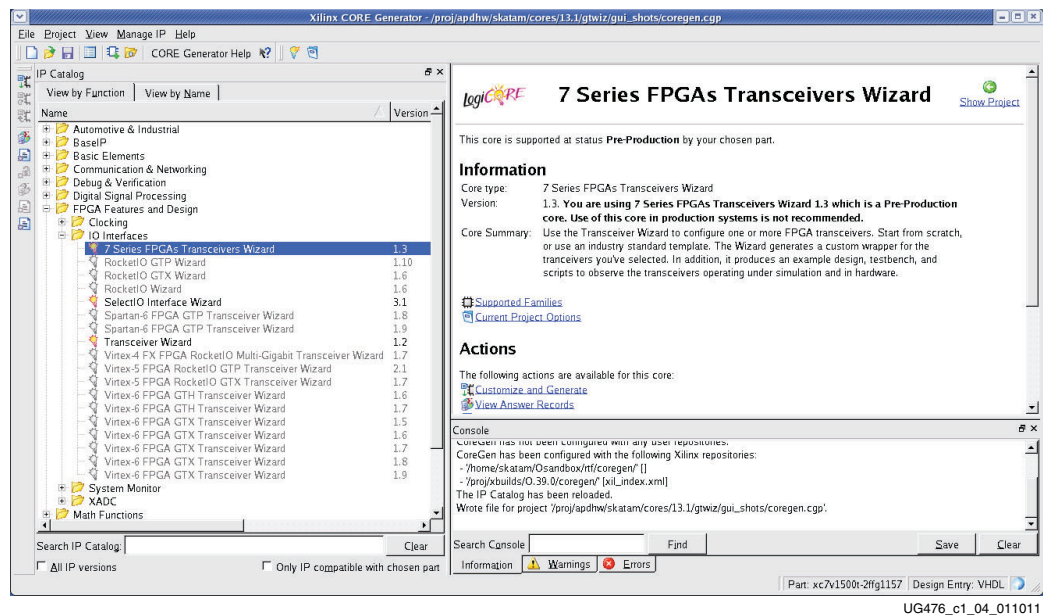 Xilinx CORE Generator - /proj/apdhw/skatam/cores/13.1/gtwiz/gui_shots/coregen.cgp
File Project View Manage IP Help
CORE Generator Help
IP Catalog
View by Function View by Name
Name Version
Automotive & Industrial
BaseIP
Basic Elements
Communication & Networking
Debug & Verification
Digital Signal Processing
FPGA Features and Design
Clocking
IO Interfaces
7 Series FPGAs Transceivers Wizard 1.3
RocketIO GTP Wizard 1.10
RocketIO GTX Wizard 1.6
RocketIO Wizard 1.6
SelectIO Interface Wizard 3.1
Spartan-6 FPGA GTP Transceiver Wizard 1.8
Spartan-6 FPGA GTP Transceiver Wizard 1.9
Transceiver Wizard 1.2
Virtex-4 FX FPGA RocketIO Multi-Gigabit Transceiver Wizard 1.7
Virtex-5 FPGA RocketIO GTP Transceiver Wizard 2.1
Virtex-5 FPGA RocketIO GTX Transceiver Wizard 1.7
Virtex-6 FPGA GTH Transceiver Wizard 1.6
Virtex-6 FPGA GTH Transceiver Wizard 1.7
Virtex-6 FPGA GTX Transceiver Wizard 1.5
Virtex-6 FPGA GTX Transceiver Wizard 1.6
Virtex-6 FPGA GTX Transceiver Wizard 1.7
Virtex-6 FPGA GTX Transceiver Wizard 1.8
Virtex-6 FPGA GTX Transceiver Wizard 1.9
System Monitor
XADC
Math Functions
Search IP Catalog: Clear
All IP versions Only IP compatible with chosen part
logiCORE 7 Series FPGAs Transceivers Wizard Show Project
This core is supported at status Pre-Production by your chosen part.
Information
Core type: 7 Series FPGAs Transceivers Wizard
Version: 1.3. You are using 7 Series FPGAs Transceivers Wizard 1.3 which is a Pre-Production
core. Use of this core in production systems is not recommended.
Core Summary: Use the Transceiver Wizard to configure one or more FPGA transceivers. Start from scratch,
or use an industry standard template. The Wizard generates a custom wrapper for the
tranceivers you've selected. In addition, it produces an example design, testbench, and
scripts to observe the transceivers operating under simulation and in hardware.
Supported Families
Current Project Options
Actions
The following actions are available for this core:
Customize and Generate
View Answer Records
Console
CoreGen has not been configured with any user repositories.
CoreGen has been configured with the following Xilinx repositories:
- '/home/skatam/Osandbox/rtf/coregen/' []
- '/proj/xbuilds/O.39.0/coregen/' [xil_index.xml]
The IP Catalog has been reloaded.
Wrote file for project '/proj/apdhw/skatam/cores/13.1/gtwiz/gui_shots/coregen.cgp'.
Search Console Find Save Clear
Information Warnings Errors
Part: xc7v1500t-2ffg1157 Design Entry: VHDL
UG476_c1_04_011011